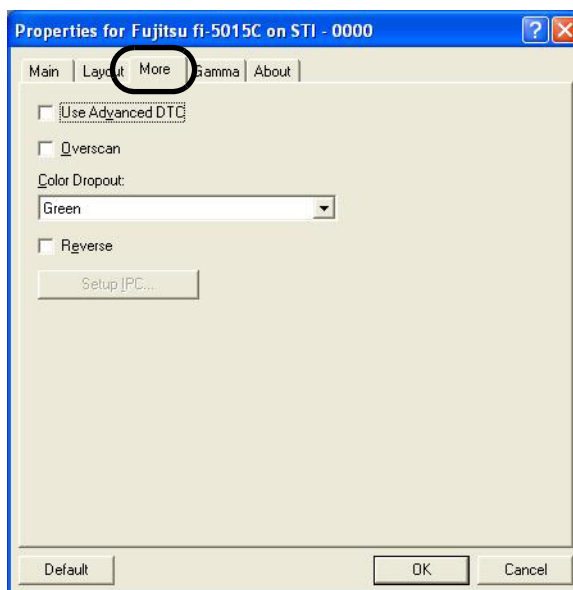 Properties for Fujitsu fi-5015C on STI - 0000
Main Layout More Gamma About
Use Advanced DTC
Overscan
Color Dropout:
Green
Reverse
Setup IPC...
Default OK Cancel